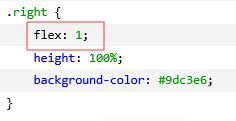 .right {
flex: 1;
height: 100%;
background-color: #9dc3e6;
}